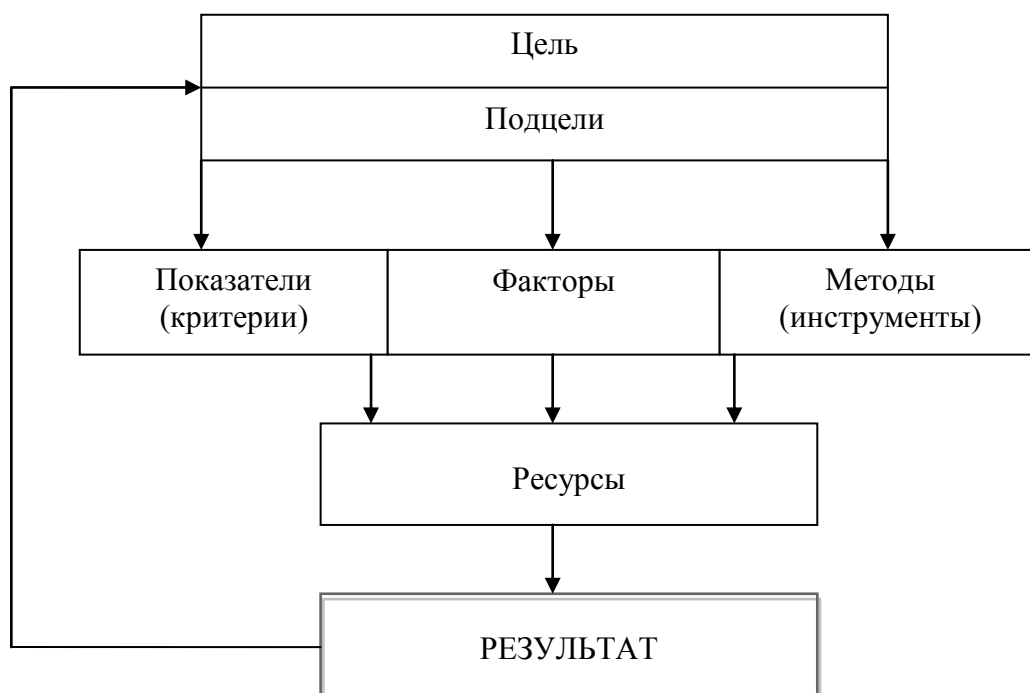 Цель
Подцели
Показатели
(критерии)
Факторы
Методы
(инструменты)
Ресурсы
РЕЗУЛЬТАТ